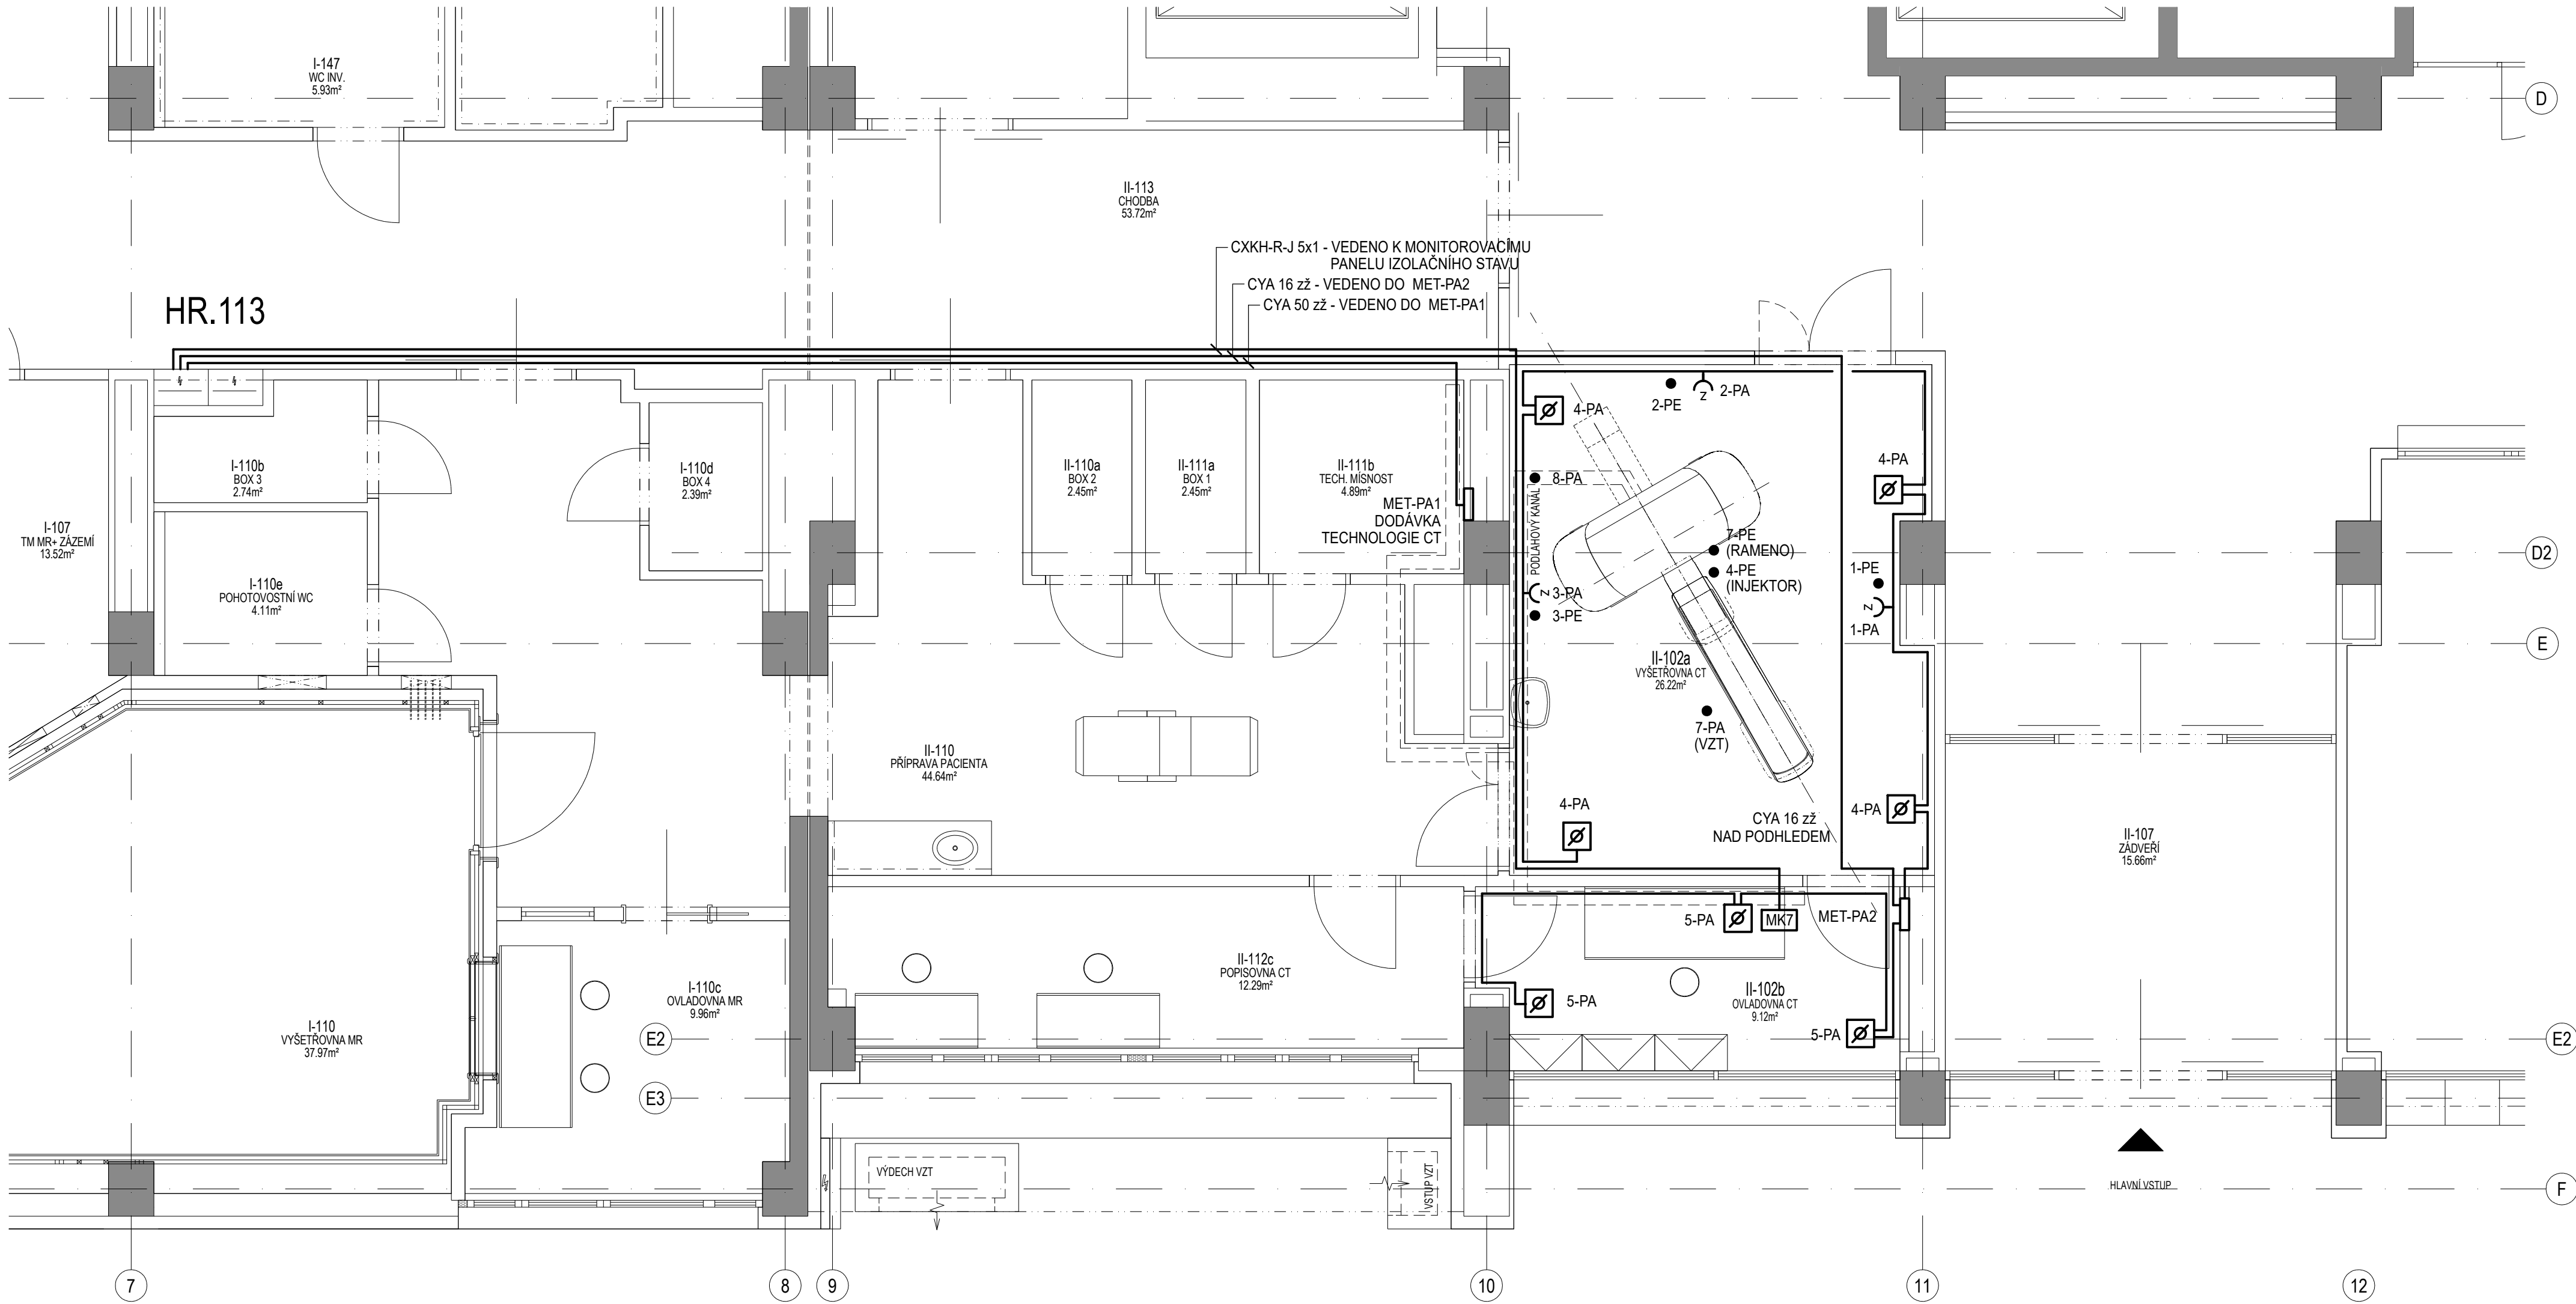 I-147
WC INV.
5.93m²
D
II-113
CHODBA
53.72m²
CXKH-R-J 5x1 - VEDENO K MONITOROVACÍMU
PANELU IZOLAČNÍHO STAVU
CYA 16 zž - VEDENO DO MET-PA2
CYA 50 zž - VEDENO DO MET-PA1
HR.113
4-PA
2-PE
Z
2-PA
I-110b
BOX 3
2.74m²
I-110d
BOX 4
2.39m²
II-110a
BOX 2
2.45m²
II-111a
BOX 1
2.45m²
II-111b
TECH. MÍSNOST
4.89m²
MET-PA1
DODÁVKA
TECHNOLOGIE CT
8-PA
PODLAHOVÝ KANÁL
4-PA
I-107
TM MR+ ZÁZEMÍ
13.52m²
7-PE
(RAMENO)
4-PE
(INJEKTOR)
D2
I-110e
POHOTOVOSTNÍ WC
4.11m²
Z
3-PA
3-PE
1-PE
Z
1-PA
E
II-102a
VYŠETŘOVNA CT
26.22m²
7-PA
(VZT)
II-110
PŘÍPRAVA PACIENTA
44.64m²
4-PA
4-PA
CYA 16 zž
NAD PODHLEDEM
II-107
ZÁDVEŘÍ
15.66m²
5-PA
MK7
MET-PA2
II-112c
POPISOVNA CT
12.29m²
5-PA
II-102b
OVLADOVNA CT
9.12m²
5-PA
I-110c
OVLADOVNA MR
9.96m²
I-110
VYŠETŘOVNA MR
37.97m²
E2
E2
E3
VÝDECH VZT
VSTUP VZT
HLAVNÍ VSTUP
F
7
8
9
10
11
12